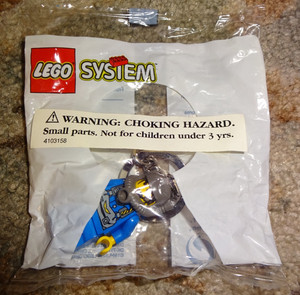 LEGO SYSTEM
⚠ WARNING: CHOKING HAZARD.
Small parts. Not for children under 3 yrs.
4103158